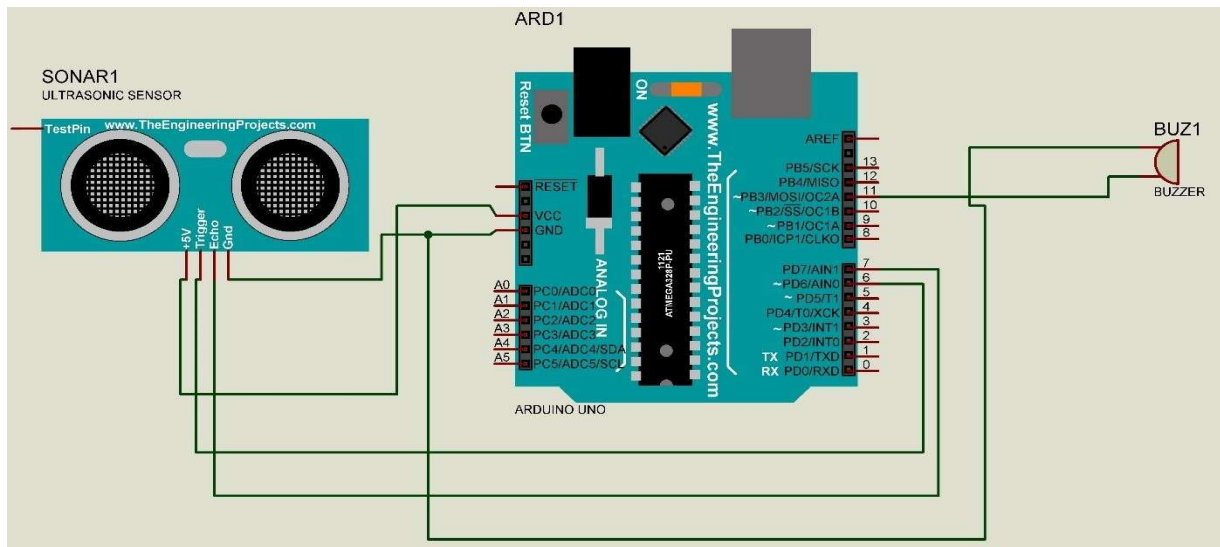 ARD1
SONAR1
ULTRASONIC SENSOR
TestPin
www.TheEngineeringProjects.com
+5V
Trigger
Echo
Gnd
Reset BTN
ON
www.TheEngineeringProjects.com
RESET
VCC
GND
ANALOG IN
1121
ATMEGA328P-PU
A0 PC0/ADC0
A1 PC1/ADC1
A2 PC2/ADC2
A3 PC3/ADC3
A4 PC4/ADC4/SDA
A5 PC5/ADC5/SCL
AREF
PB5/SCK 13
PB4/MISO 12
~PB3/MOSI/OC2A 11
~PB2/SS/OC1B 10
~PB1/OC1A 9
PB0/ICP1/CLKO 8
PD7/AIN1 7
~PD6/AIN0 6
~PD5/T1 5
PD4/T0/XCK 4
~PD3/INT1 3
PD2/INT0 2
TX PD1/TXD 1
RX PD0/RXD 0
ARDUINO UNO
BUZ1
BUZZER